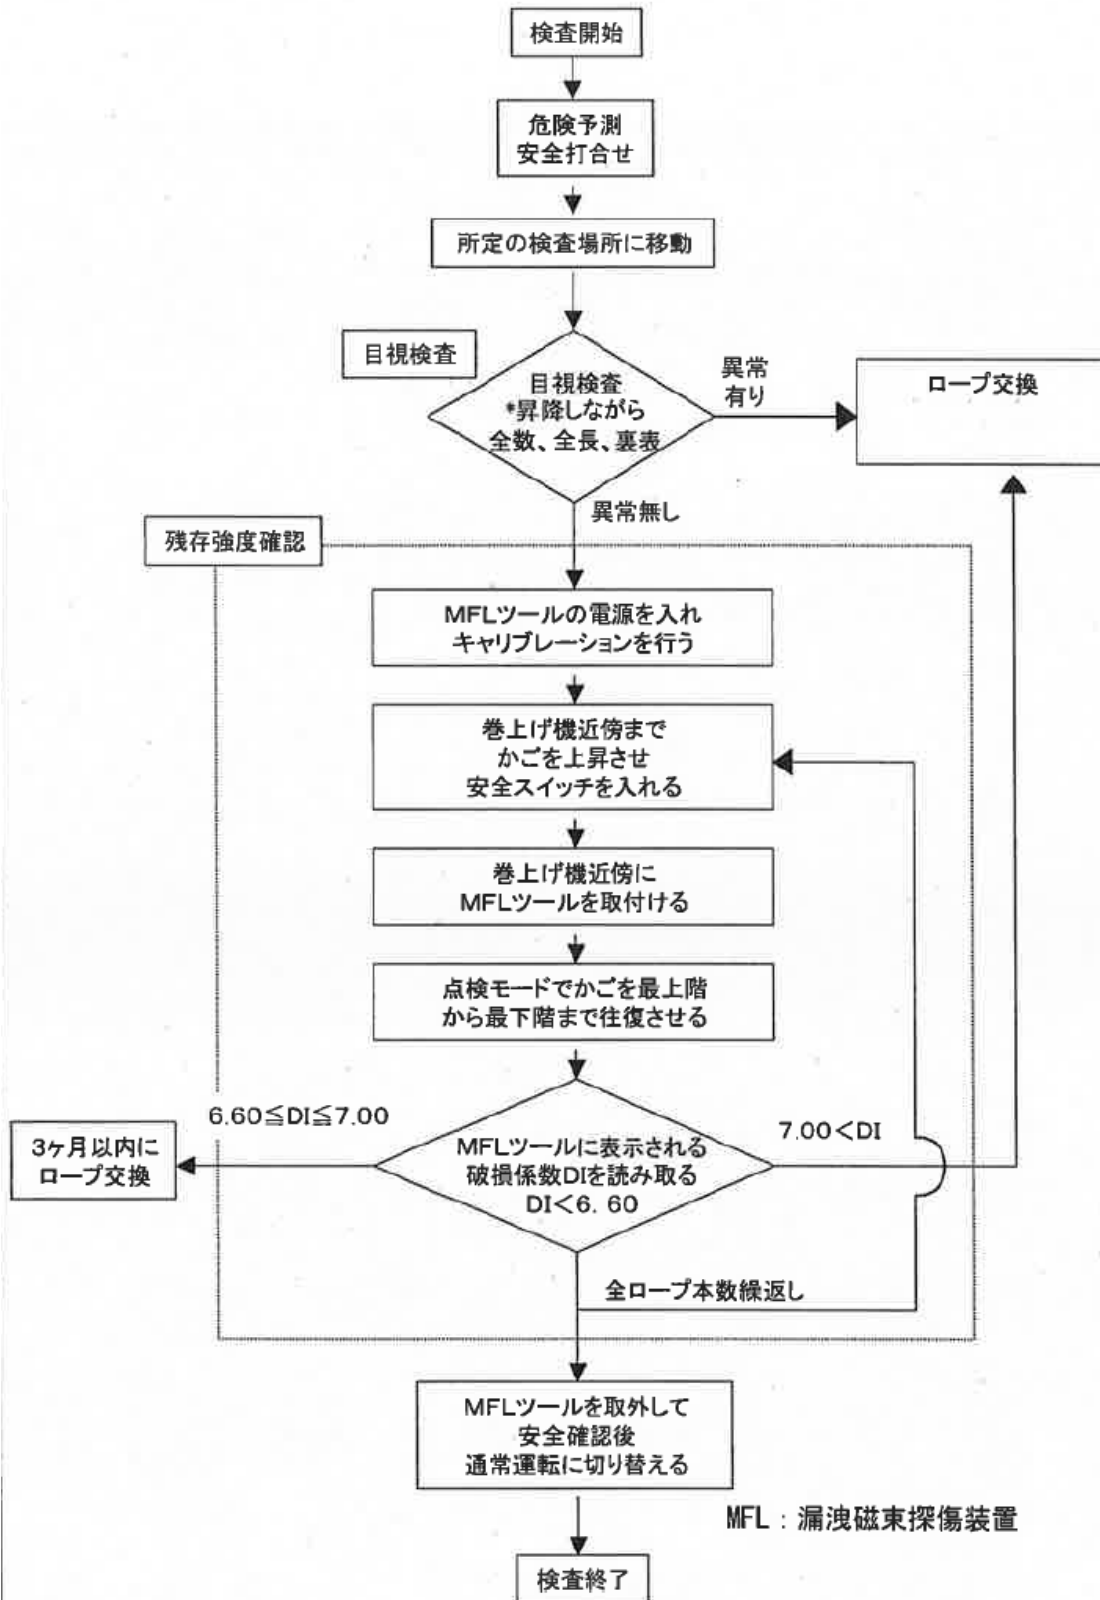 検査開始
危険予測
安全打合せ
所定の検査場所に移動
目視検査
目視検査
*昇降しながら
全数、全長、裏表
異常
有り
ロープ交換
異常無し
残存強度確認
MFLツールの電源を入れ
キャリブレーションを行う
巻上げ機近傍まで
かごを上昇させ
安全スイッチを入れる
巻上げ機近傍に
MFLツールを取付ける
点検モードでかごを最上階
から最下階まで往復させる
6.60≦DI≦7.00
3ヶ月以内に
ロープ交換
MFLツールに表示される
破損係数DIを読み取る
DI<6.60
7.00<DI
全ロープ本数繰返し
MFLツールを取外して
安全確認後
通常運転に切り替える
MFL：漏洩磁束探傷装置
検査終了